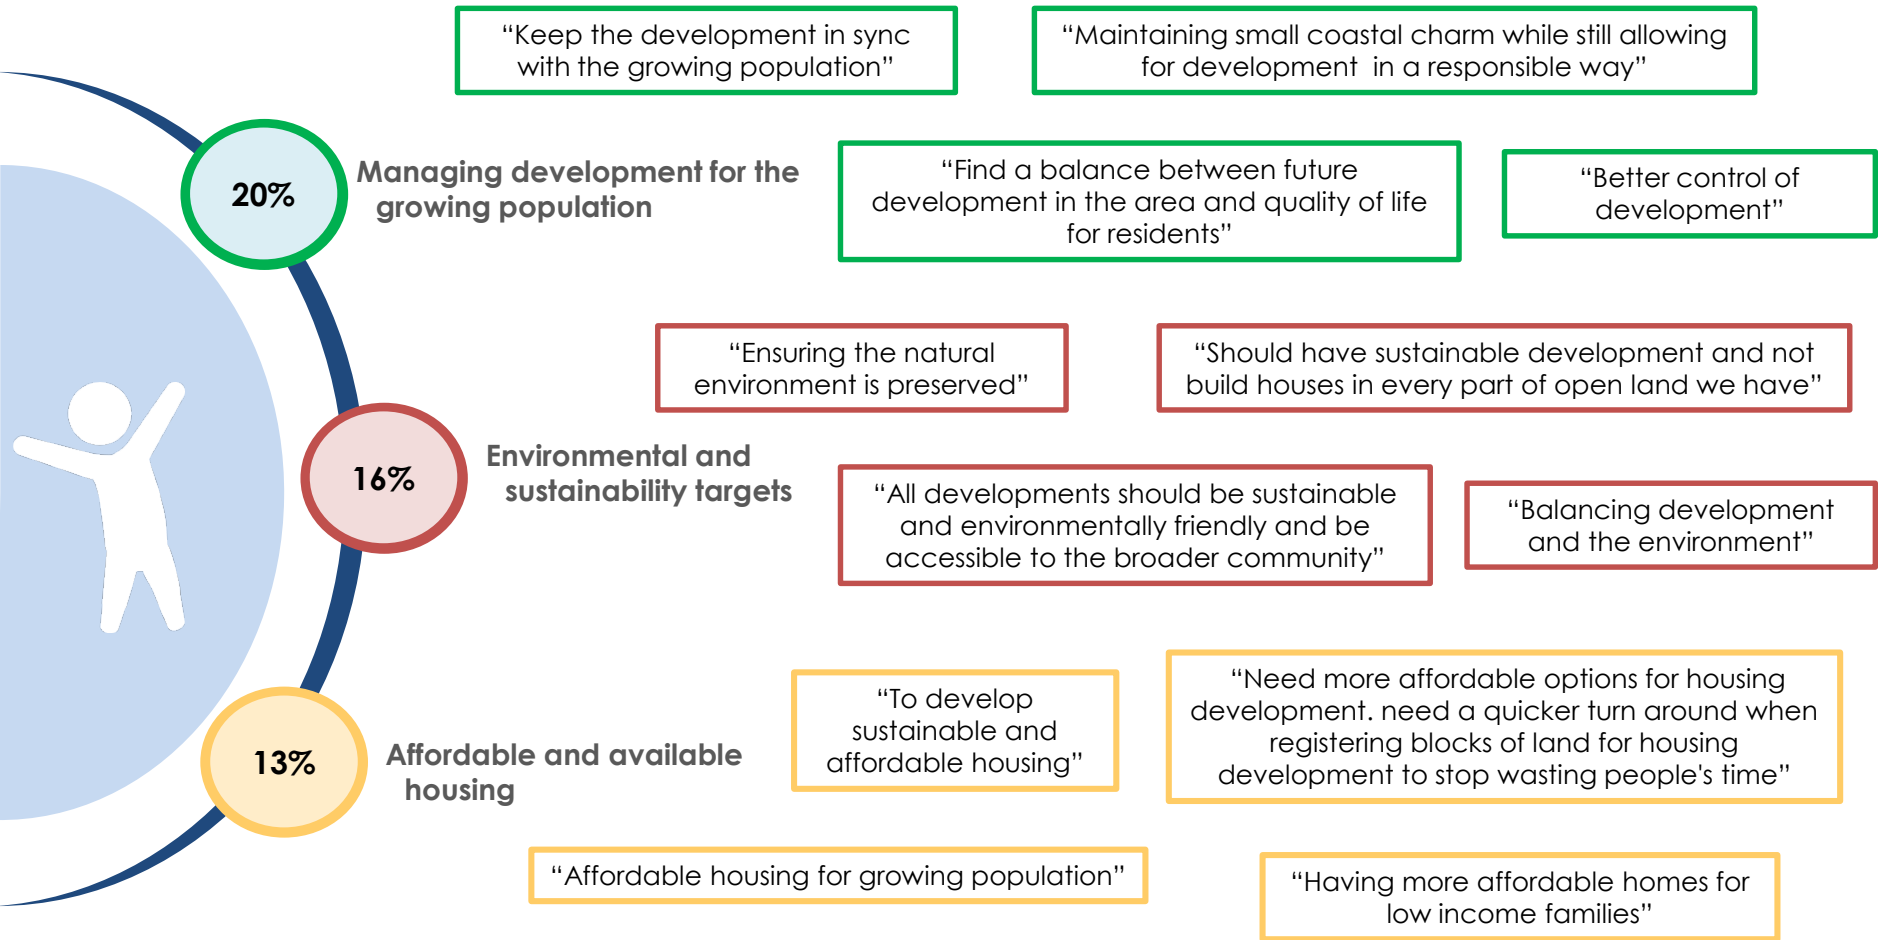 “Keep the development in sync
with the growing population”
“Maintaining small coastal charm while still allowing
for development in a responsible way”
20%
Managing development for the
growing population
“Find a balance between future
development in the area and quality of life
for residents”
“Better control of
development”
“Ensuring the natural
environment is preserved”
“Should have sustainable development and not
build houses in every part of open land we have”
16%
Environmental and
sustainability targets
“All developments should be sustainable
and environmentally friendly and be
accessible to the broader community”
“Balancing development
and the environment”
13%
Affordable and available
housing
“To develop
sustainable and
affordable housing”
“Need more affordable options for housing
development. need a quicker turn around when
registering blocks of land for housing
development to stop wasting people's time”
“Affordable housing for growing population”
“Having more affordable homes for
low income families”